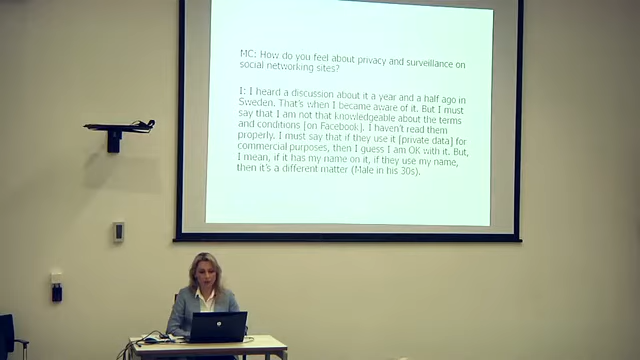 MC: How do you feel about privacy and surveillance on
social networking sites?
I: I heard a discussion about it a year and a half ago in
Sweden. That's when I became aware of it. But I must
say that I am not that knowledgeable about the terms
and conditions [on Facebook]. I haven't read them
properly. I must say that if they use it [private data] for
commercial purposes, then I guess I am OK with it. But,
I mean, if it has my name on it, if they use my name,
then it's a different matter (Male in his 30s).